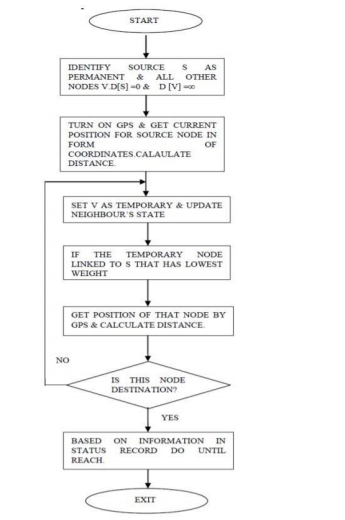 START
IDENTIFY SOURCE S AS
PERMANENT & ALL OTHER
NODES V.D[S] =0 & D [V] =∞
TURN ON GPS & GET CURRENT
POSITION FOR SOURCE NODE IN
FORM OF
COORDINATES.CALAULATE
DISTANCE.
SET V AS TEMPORARY & UPDATE
NEIGHBOUR'S STATE
IF THE TEMPORARY NODE
LINKED TO S THAT HAS LOWEST
WEIGHT
GET POSITION OF THAT NODE BY
GPS & CALCULATE DISTANCE.
NO
IS THIS NODE
DESTINATION?
YES
BASED ON INFORMATION IN
STATUS RECORD DO UNTIL
REACH.
EXIT